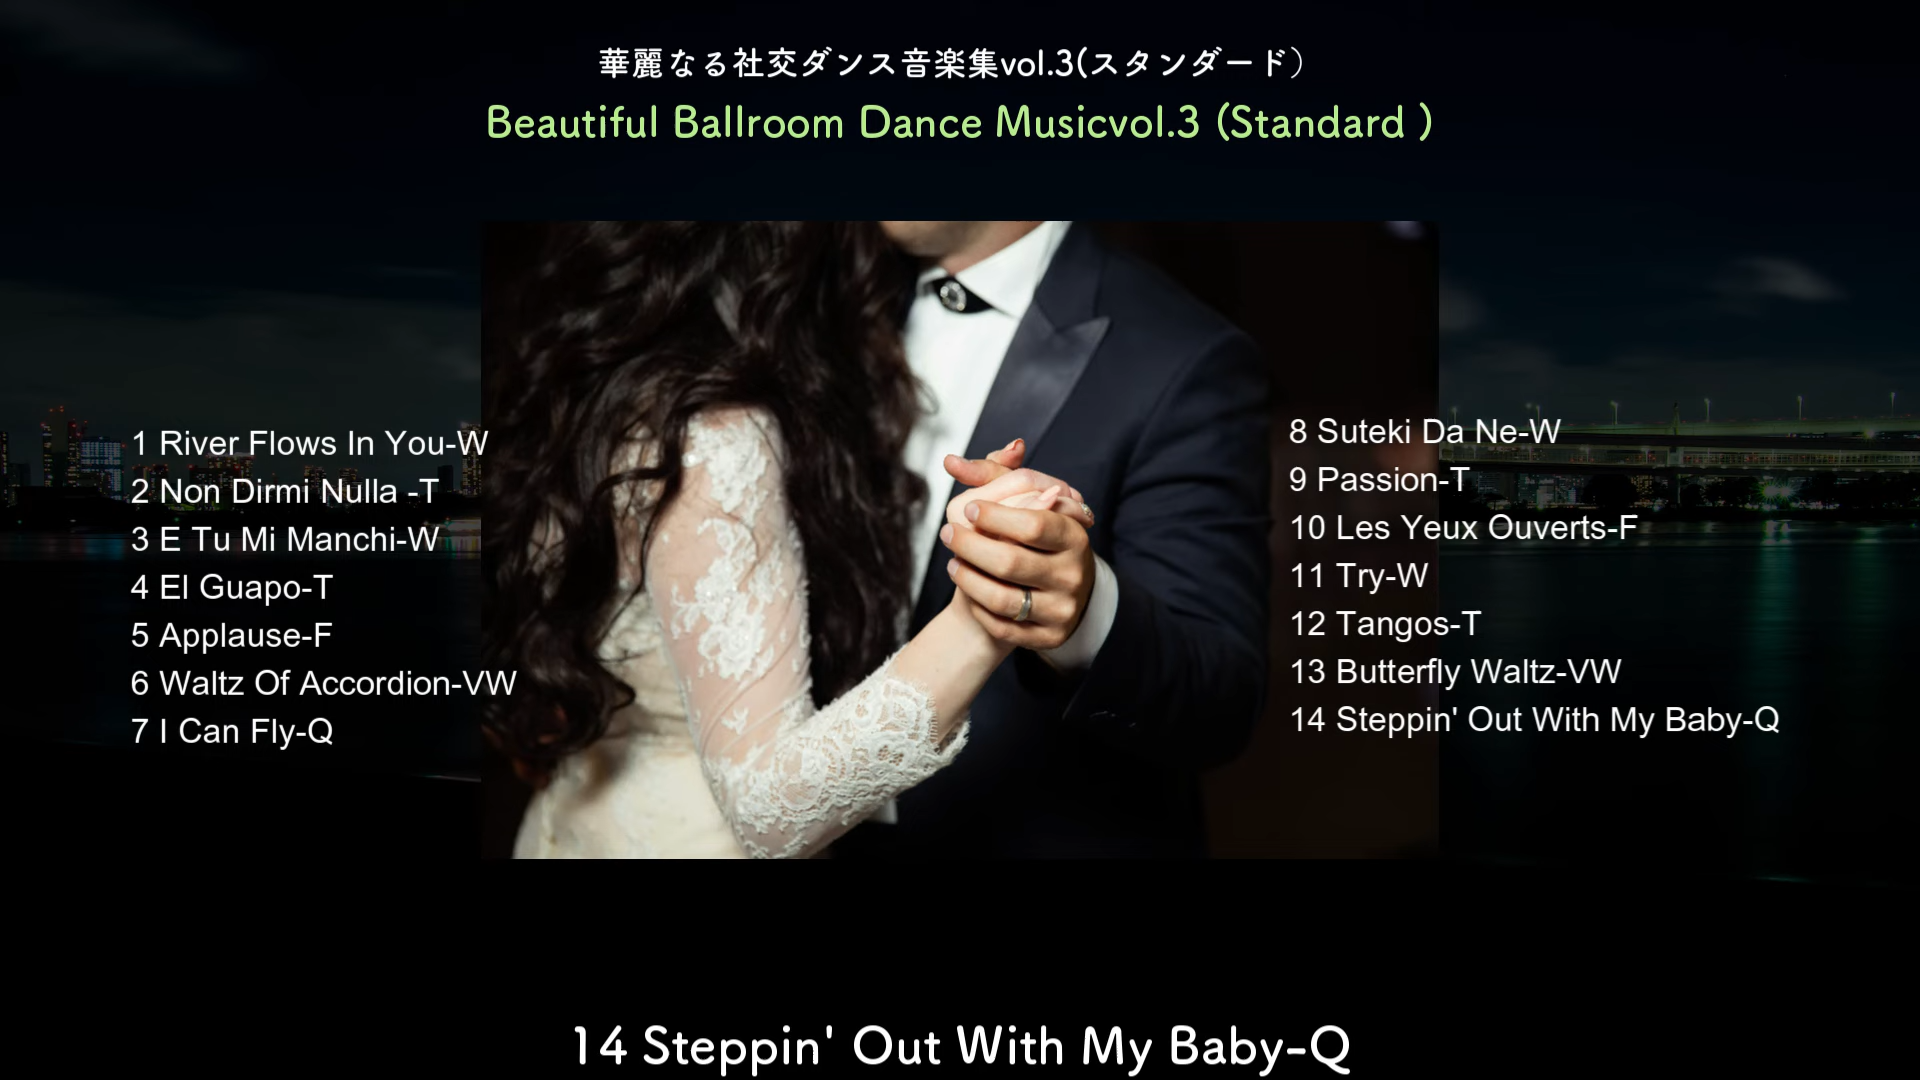 華麗なる社交ダンス音楽集vol.3(スタンダード）
Beautiful Ballroom Dance Musicvol.3 (Standard )
1 River Flows In You-W
2 Non Dirmi Nulla -T
3 E Tu Mi Manchi-W
4 El Guapo-T
5 Applause-F
6 Waltz Of Accordion-VW
7 I Can Fly-Q
8 Suteki Da Ne-W
9 Passion-T
10 Les Yeux Ouverts-F
11 Try-W
12 Tangos-T
13 Butterfly Waltz-VW
14 Steppin' Out With My Baby-Q
14 Steppin' Out With My Baby-Q